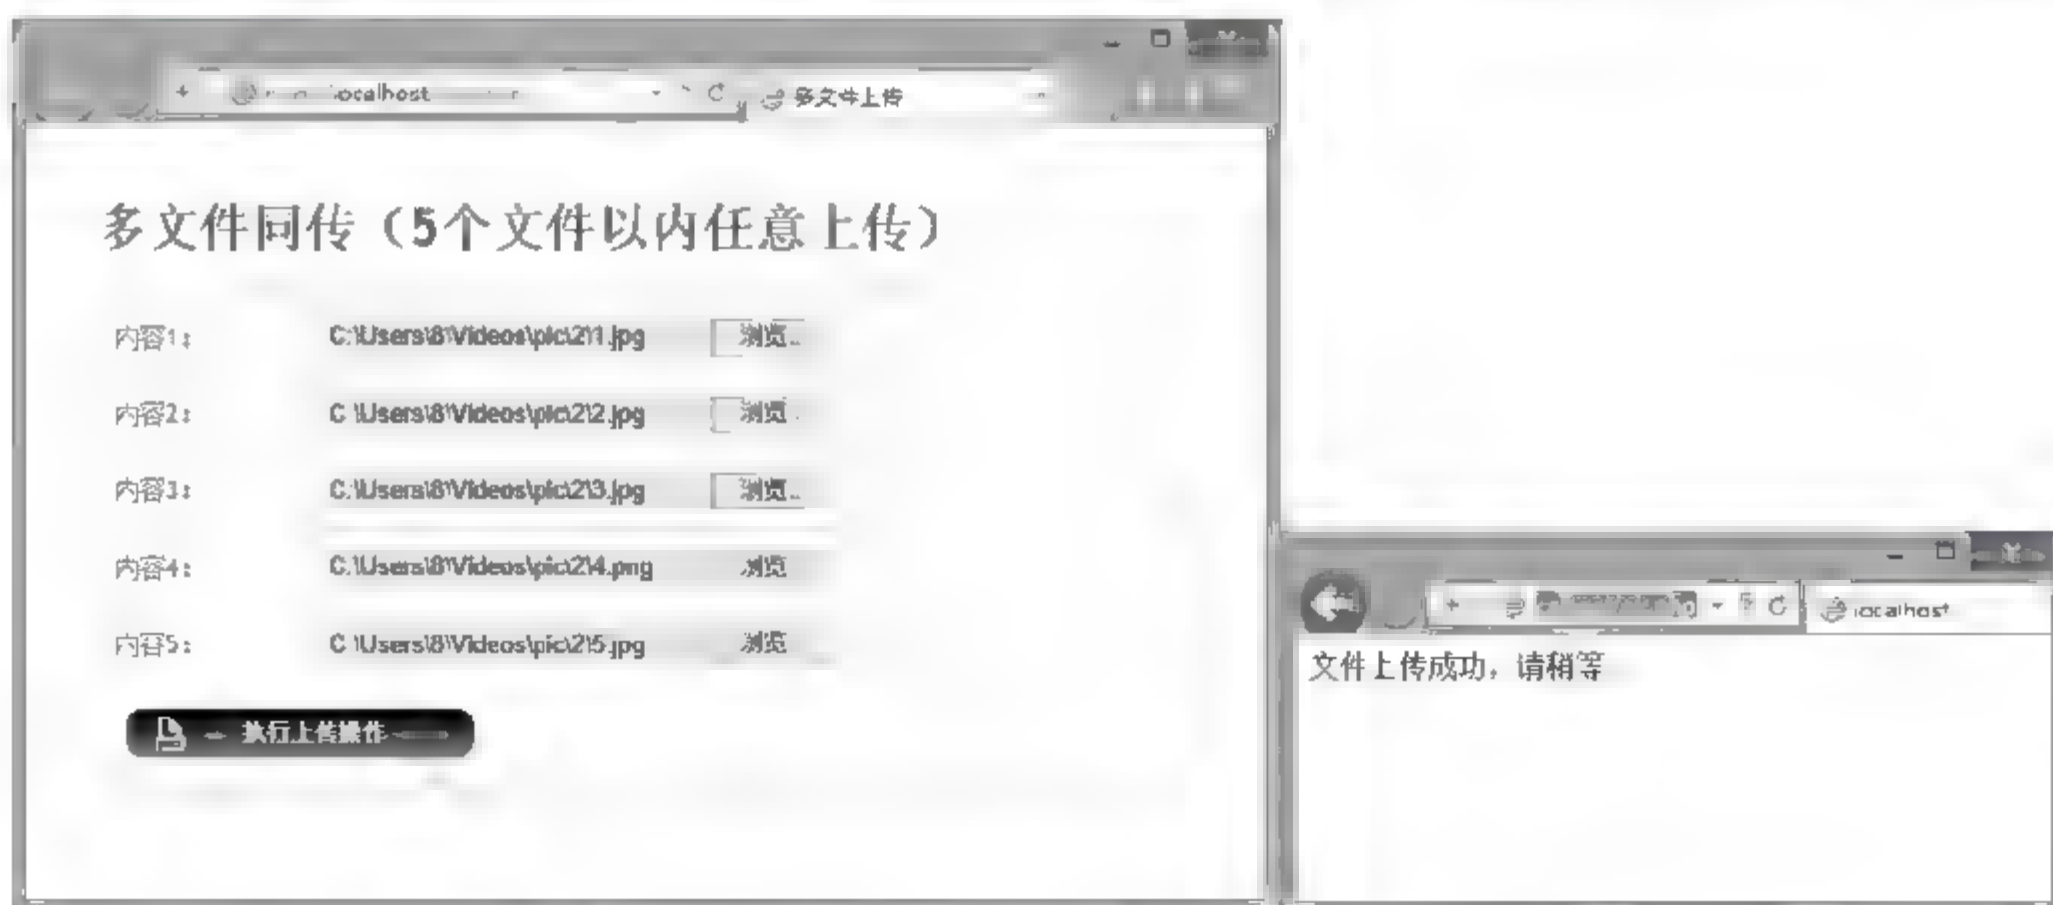 localhost
多文件上传
多文件同传（5个文件以内任意上传）
内容1： C:\Users\8\Videos\pic\2\1.jpg 浏览..
内容2： C:\Users\8\Videos\pic\2\2.jpg 浏览
内容3： C:\Users\8\Videos\pic\2\3.jpg 浏览..
内容4： C:\Users\8\Videos\pic\2\4.png 浏览
内容5： C:\Users\8\Videos\pic\2\5.jpg 浏览
执行上传操作
localhost
文件上传成功，请稍等